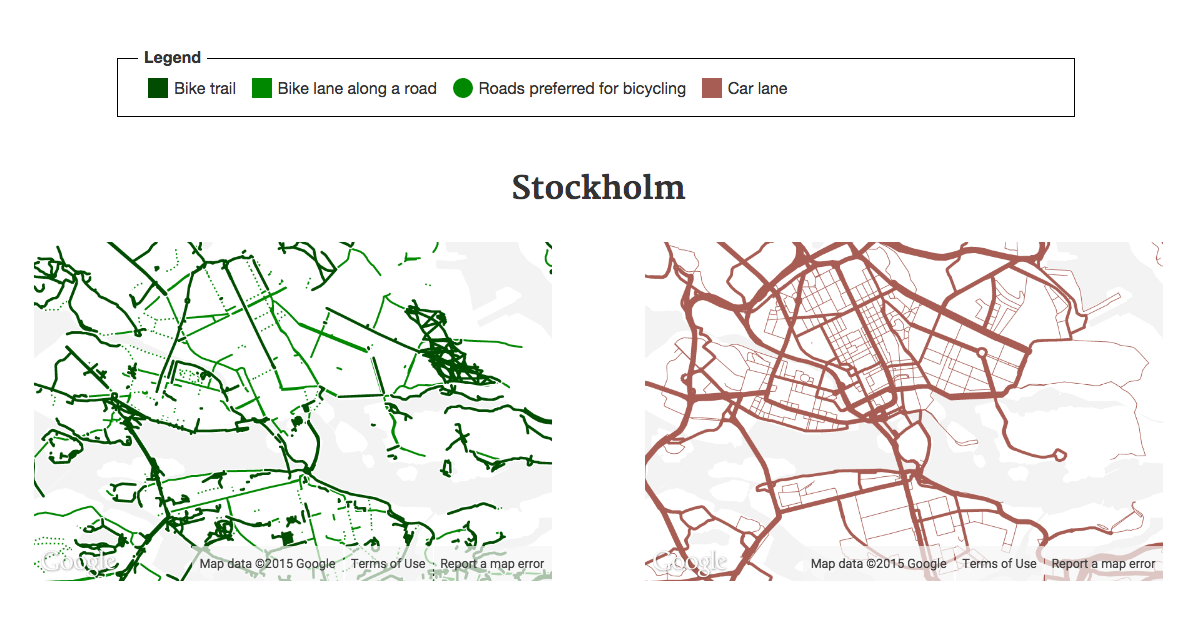 Legend
Bike trail Bike lane along a road Roads preferred for bicycling Car lane
Stockholm
Google Map data ©2015 Google Terms of Use Report a map error
Google Map data ©2015 Google Terms of Use Report a map error